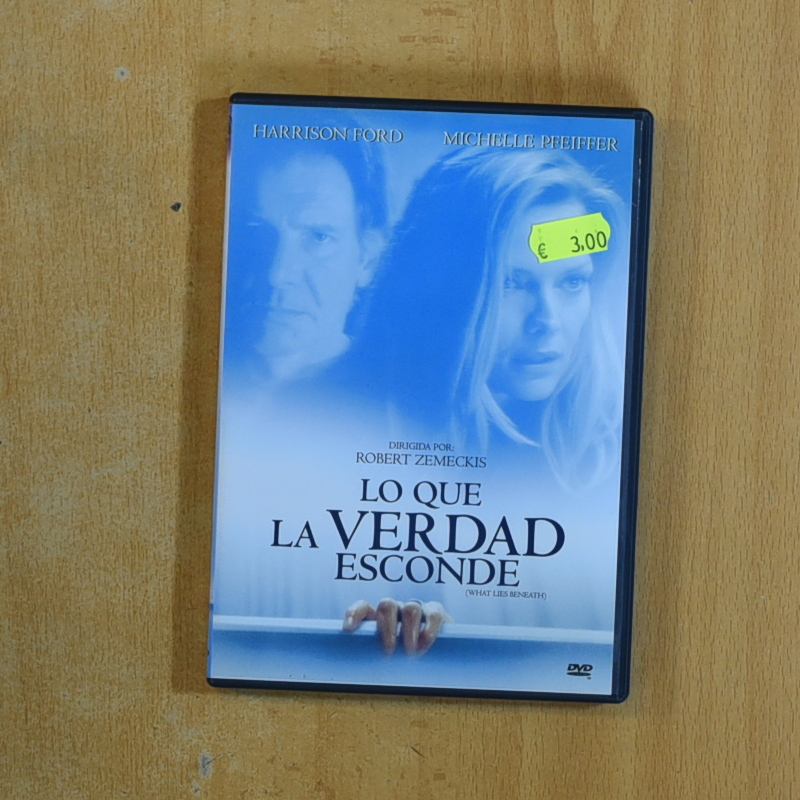 HARRISON FORD MICHELLE PFEIFFER
€ 3.00
DIRIGIDA POR:
ROBERT ZEMECKIS
LO QUE
LA VERDAD
ESCONDE
(WHAT LIES BENEATH)
DVD